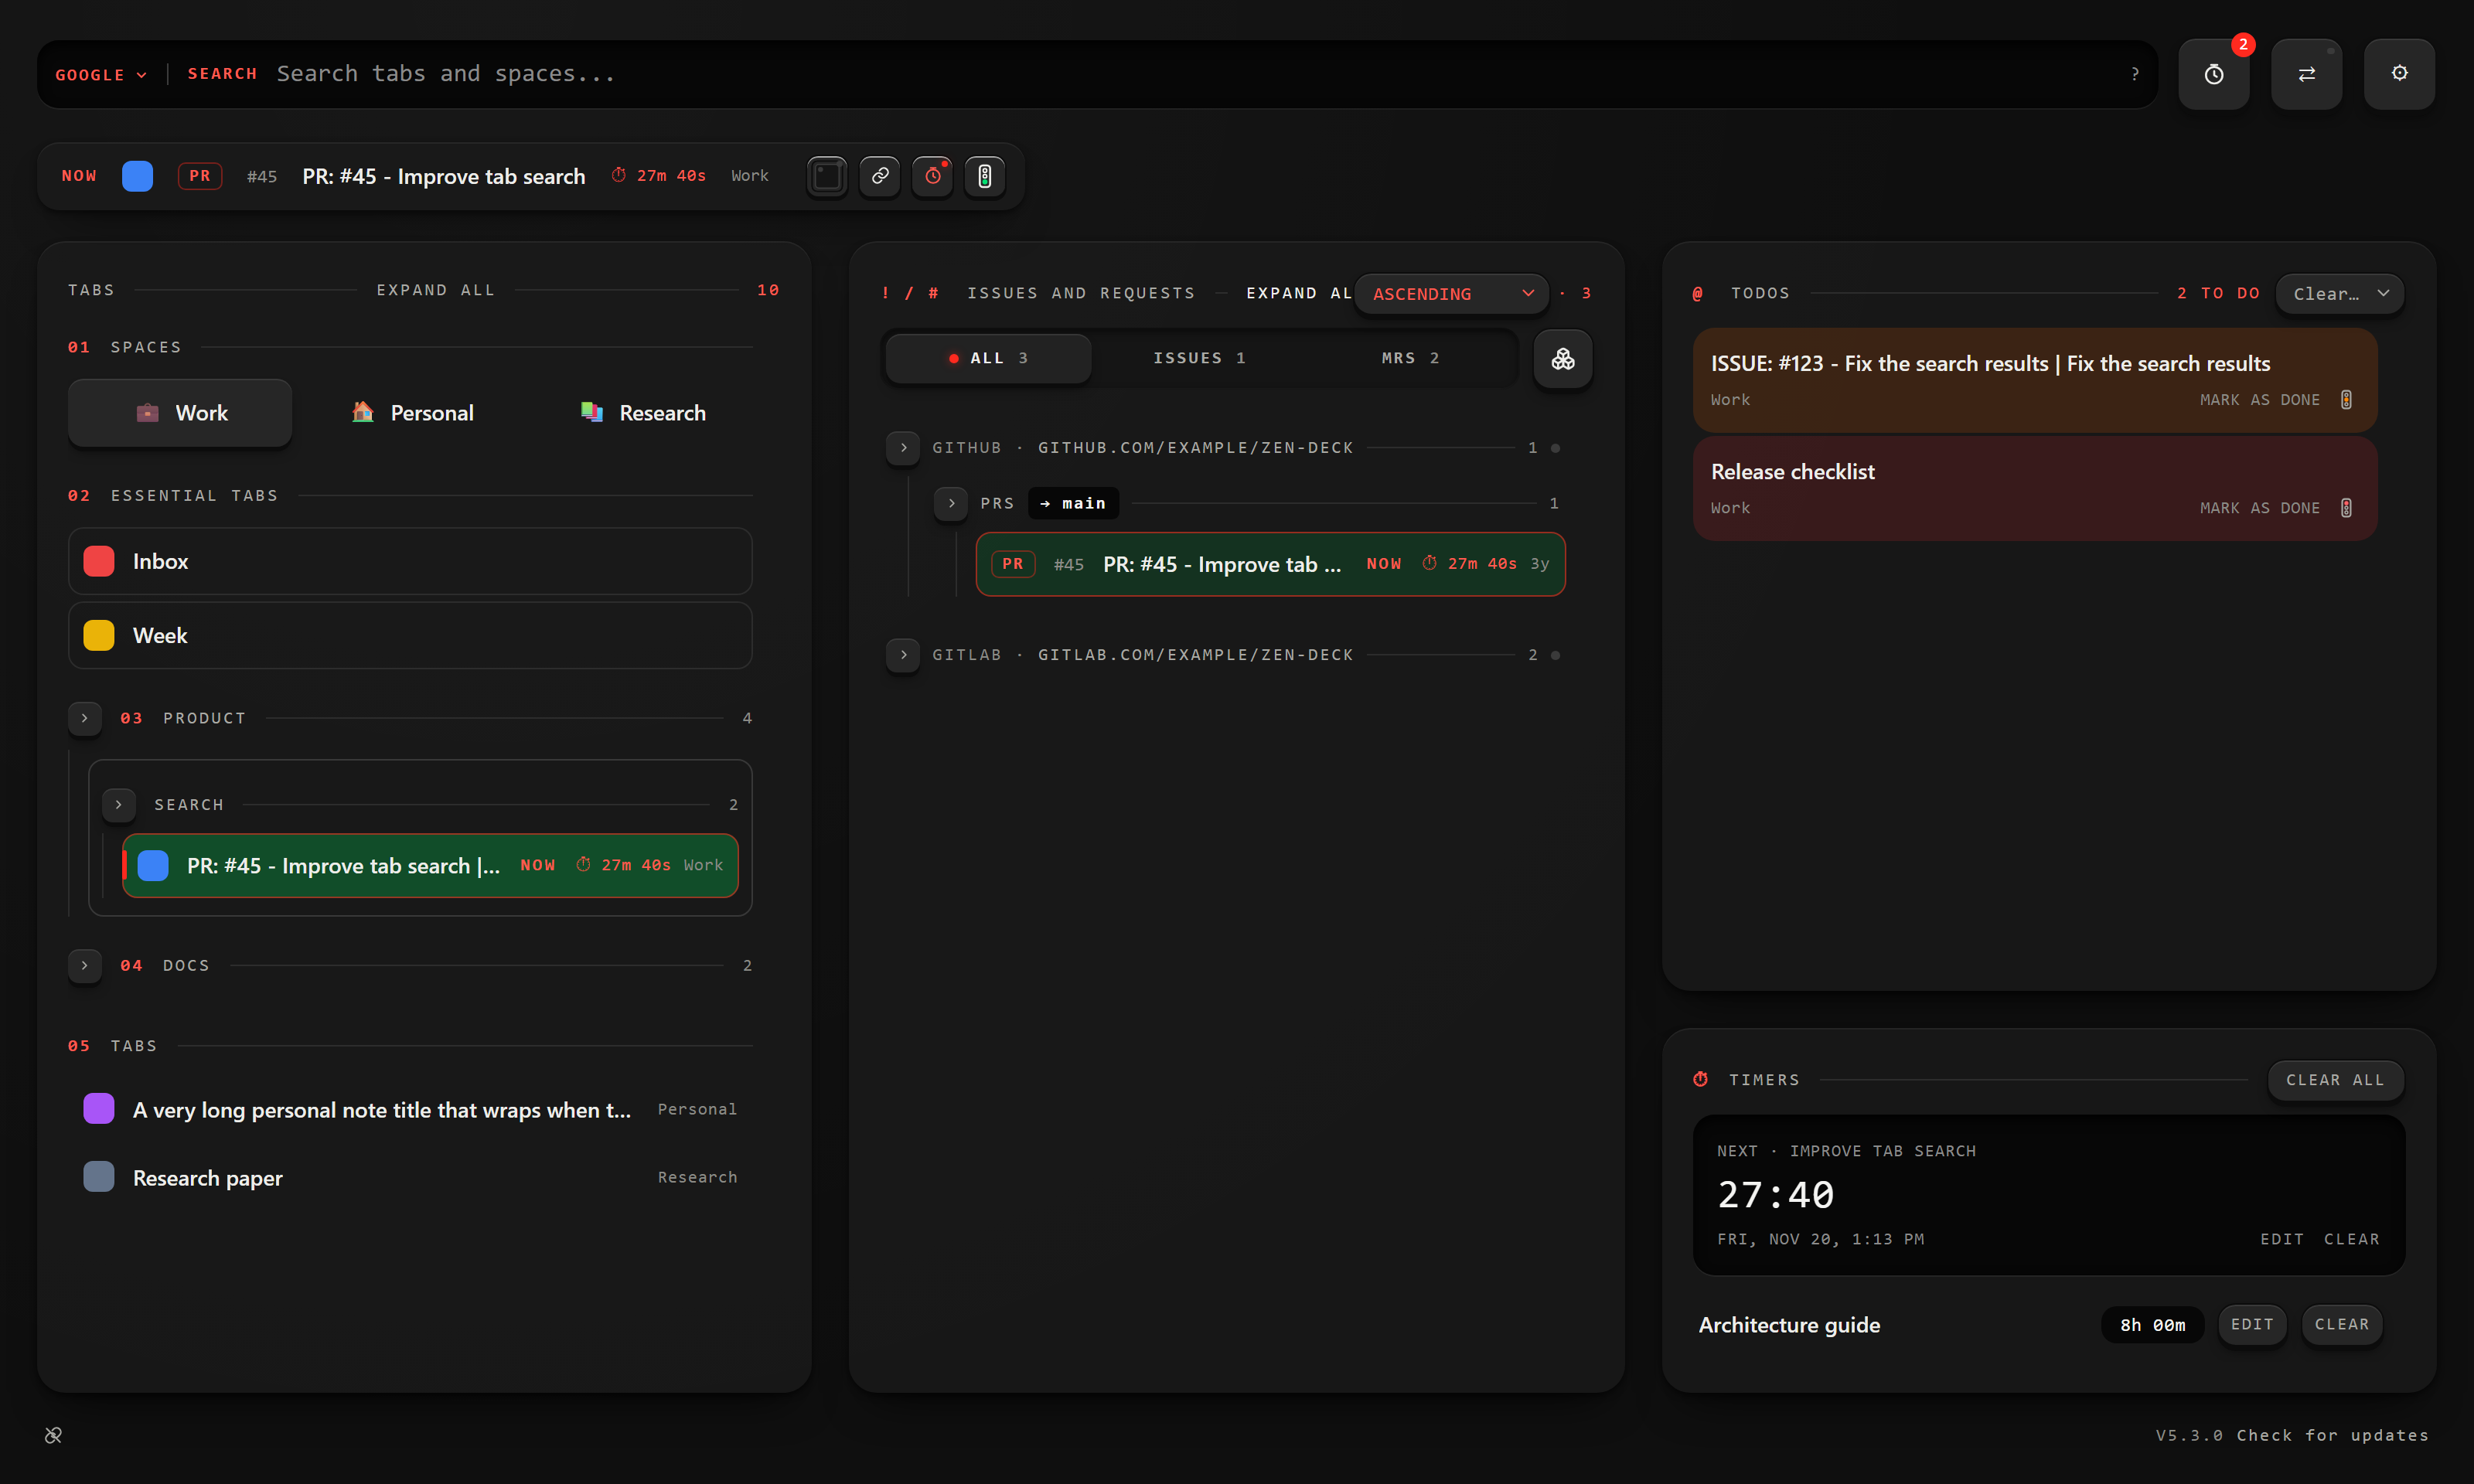 GOOGLE SEARCH Search tabs and spaces... ? 2
NOW PR #45 PR: #45 - Improve tab search 27m 40s Work
TABS EXPAND ALL 10
01 SPACES
Work Personal Research
02 ESSENTIAL TABS
Inbox
Week
03 PRODUCT 4
SEARCH 2
PR: #45 - Improve tab search |... NOW 27m 40s Work
04 DOCS 2
05 TABS
A very long personal note title that wraps when t... Personal
Research paper Research
! / # ISSUES AND REQUESTS EXPAND AL ASCENDING · 3
ALL 3 ISSUES 1 MRS 2
GITHUB · GITHUB.COM/EXAMPLE/ZEN-DECK 1
PRS → main 1
PR #45 PR: #45 - Improve tab ... NOW 27m 40s 3y
GITLAB · GITLAB.COM/EXAMPLE/ZEN-DECK 2
@ TODOS 2 TO DO Clear...
ISSUE: #123 - Fix the search results | Fix the search results
Work MARK AS DONE
Release checklist
Work MARK AS DONE
TIMERS CLEAR ALL
NEXT · IMPROVE TAB SEARCH
27:40
FRI, NOV 20, 1:13 PM EDIT CLEAR
Architecture guide 8h 00m EDIT CLEAR
V5.3.0 Check for updates